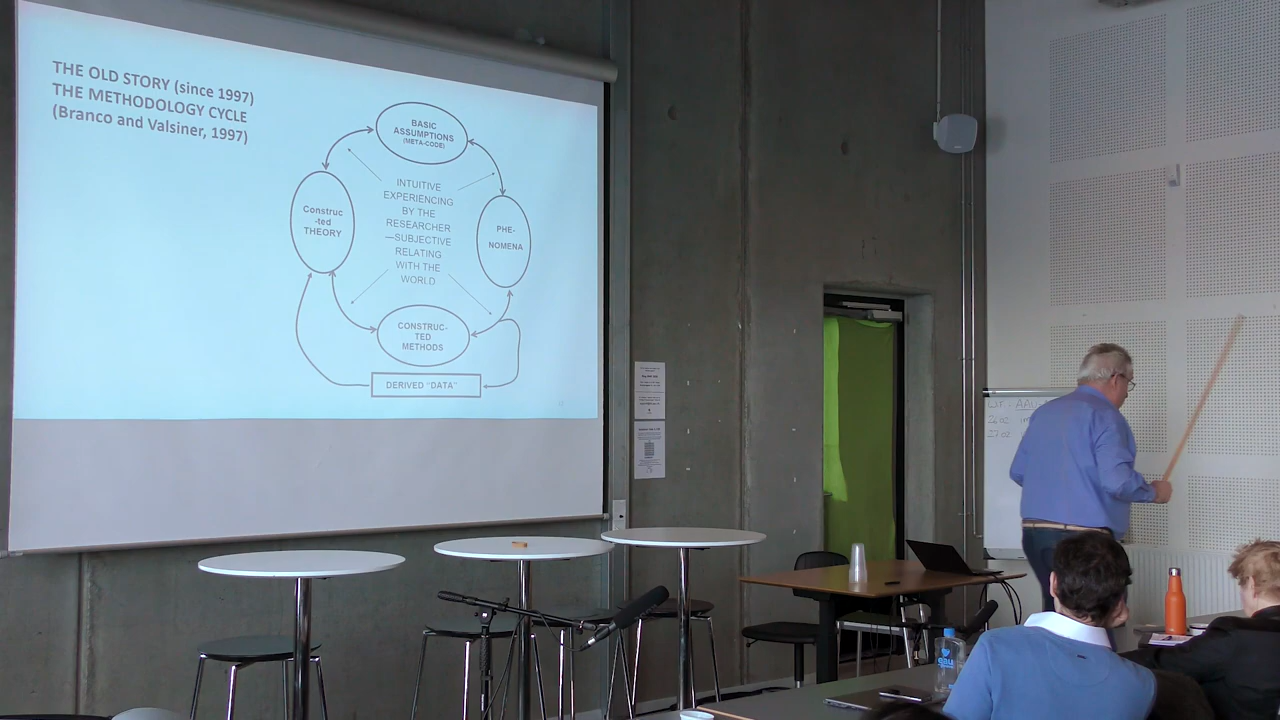 THE OLD STORY (since 1997)
THE METHODOLOGY CYCLE
(Branco and Valsiner, 1997)
BASIC
ASSUMPTIONS
(META-CODE)
INTUITIVE
EXPERIENCING
BY THE
RESEARCHER
—SUBJECTIVE
RELATING
WITH THE
WORLD
Construc
-ted
THEORY
PHE-
NOMENA
CONSTRUC-
TED
METHODS
DERIVED "DATA"